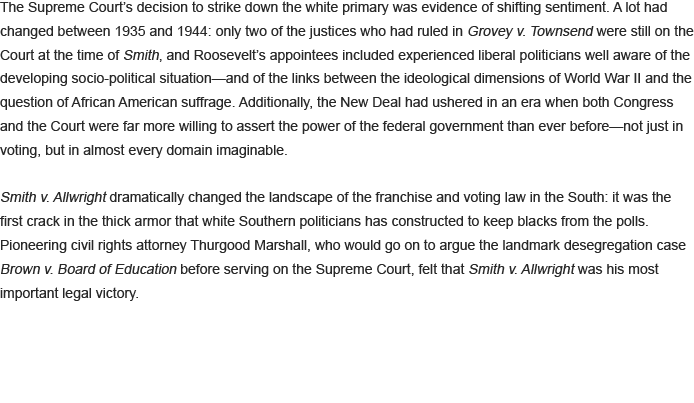 The Supreme Court's decision to strike down the white primary was evidence of shifting sentiment. A lot had
changed between 1935 and 1944: only two of the justices who had ruled in Grovey v. Townsend were still on the
Court at the time of Smith, and Roosevelt's appointees included experienced liberal politicians well aware of the
developing socio-political situation—and of the links between the ideological dimensions of World War II and the
question of African American suffrage. Additionally, the New Deal had ushered in an era when both Congress
and the Court were far more willing to assert the power of the federal government than ever before—not just in
voting, but in almost every domain imaginable.
Smith v. Allwright dramatically changed the landscape of the franchise and voting law in the South: it was the
first crack in the thick armor that white Southern politicians has constructed to keep blacks from the polls.
Pioneering civil rights attorney Thurgood Marshall, who would go on to argue the landmark desegregation case
Brown v. Board of Education before serving on the Supreme Court, felt that Smith v. Allwright was his most
important legal victory.